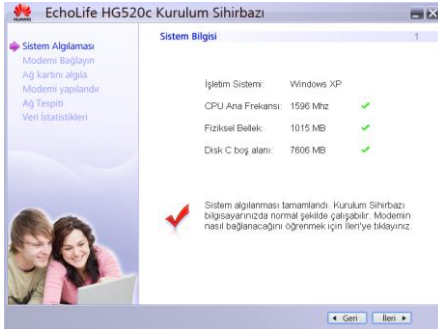 HUAWEI
EchoLife HG520c Kurulum Sihirbazı
Sistem Algılaması
Modemi Bağlayın
Ağ kartını algıla
Modemi yapılandır
Ağ Tespiti
Veri İstatistikleri
Sistem Bilgisi
1
İşletim Sistemi: Windows XP
CPU Ana Frekansı: 1596 Mhz
Fiziksel Bellek: 1015 MB
Disk C boş alanı: 7606 MB
Sistem algılanması tamamlandı. Kurulum Sihirbazı
bilgisayarınızda normal şekilde çalışabilir. Modemin
nasıl bağlanacağını öğrenmek için İleri'ye tıklayınız.
Geri
İleri